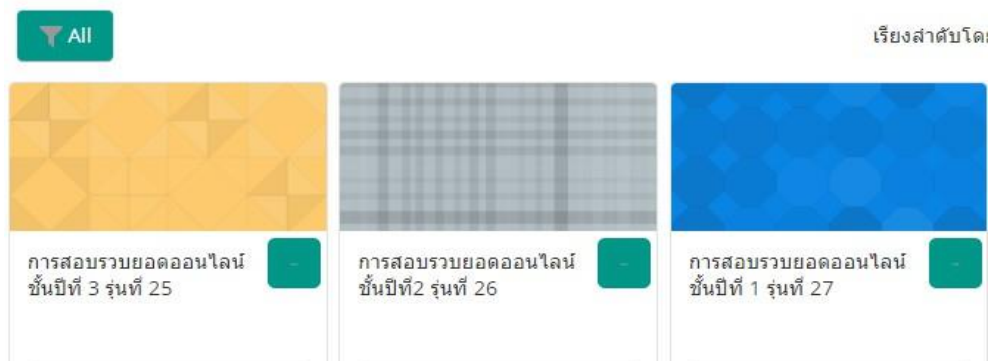 All
เรียงลำดับโดย
การสอบรวบยอดออนไลน์
ชั้นปีที่ 3 รุ่นที่ 25
การสอบรวบยอดออนไลน์
ชั้นปีที่2 รุ่นที่ 26
การสอบรวบยอดออนไลน์
ชั้นปีที่ 1 รุ่นที่ 27